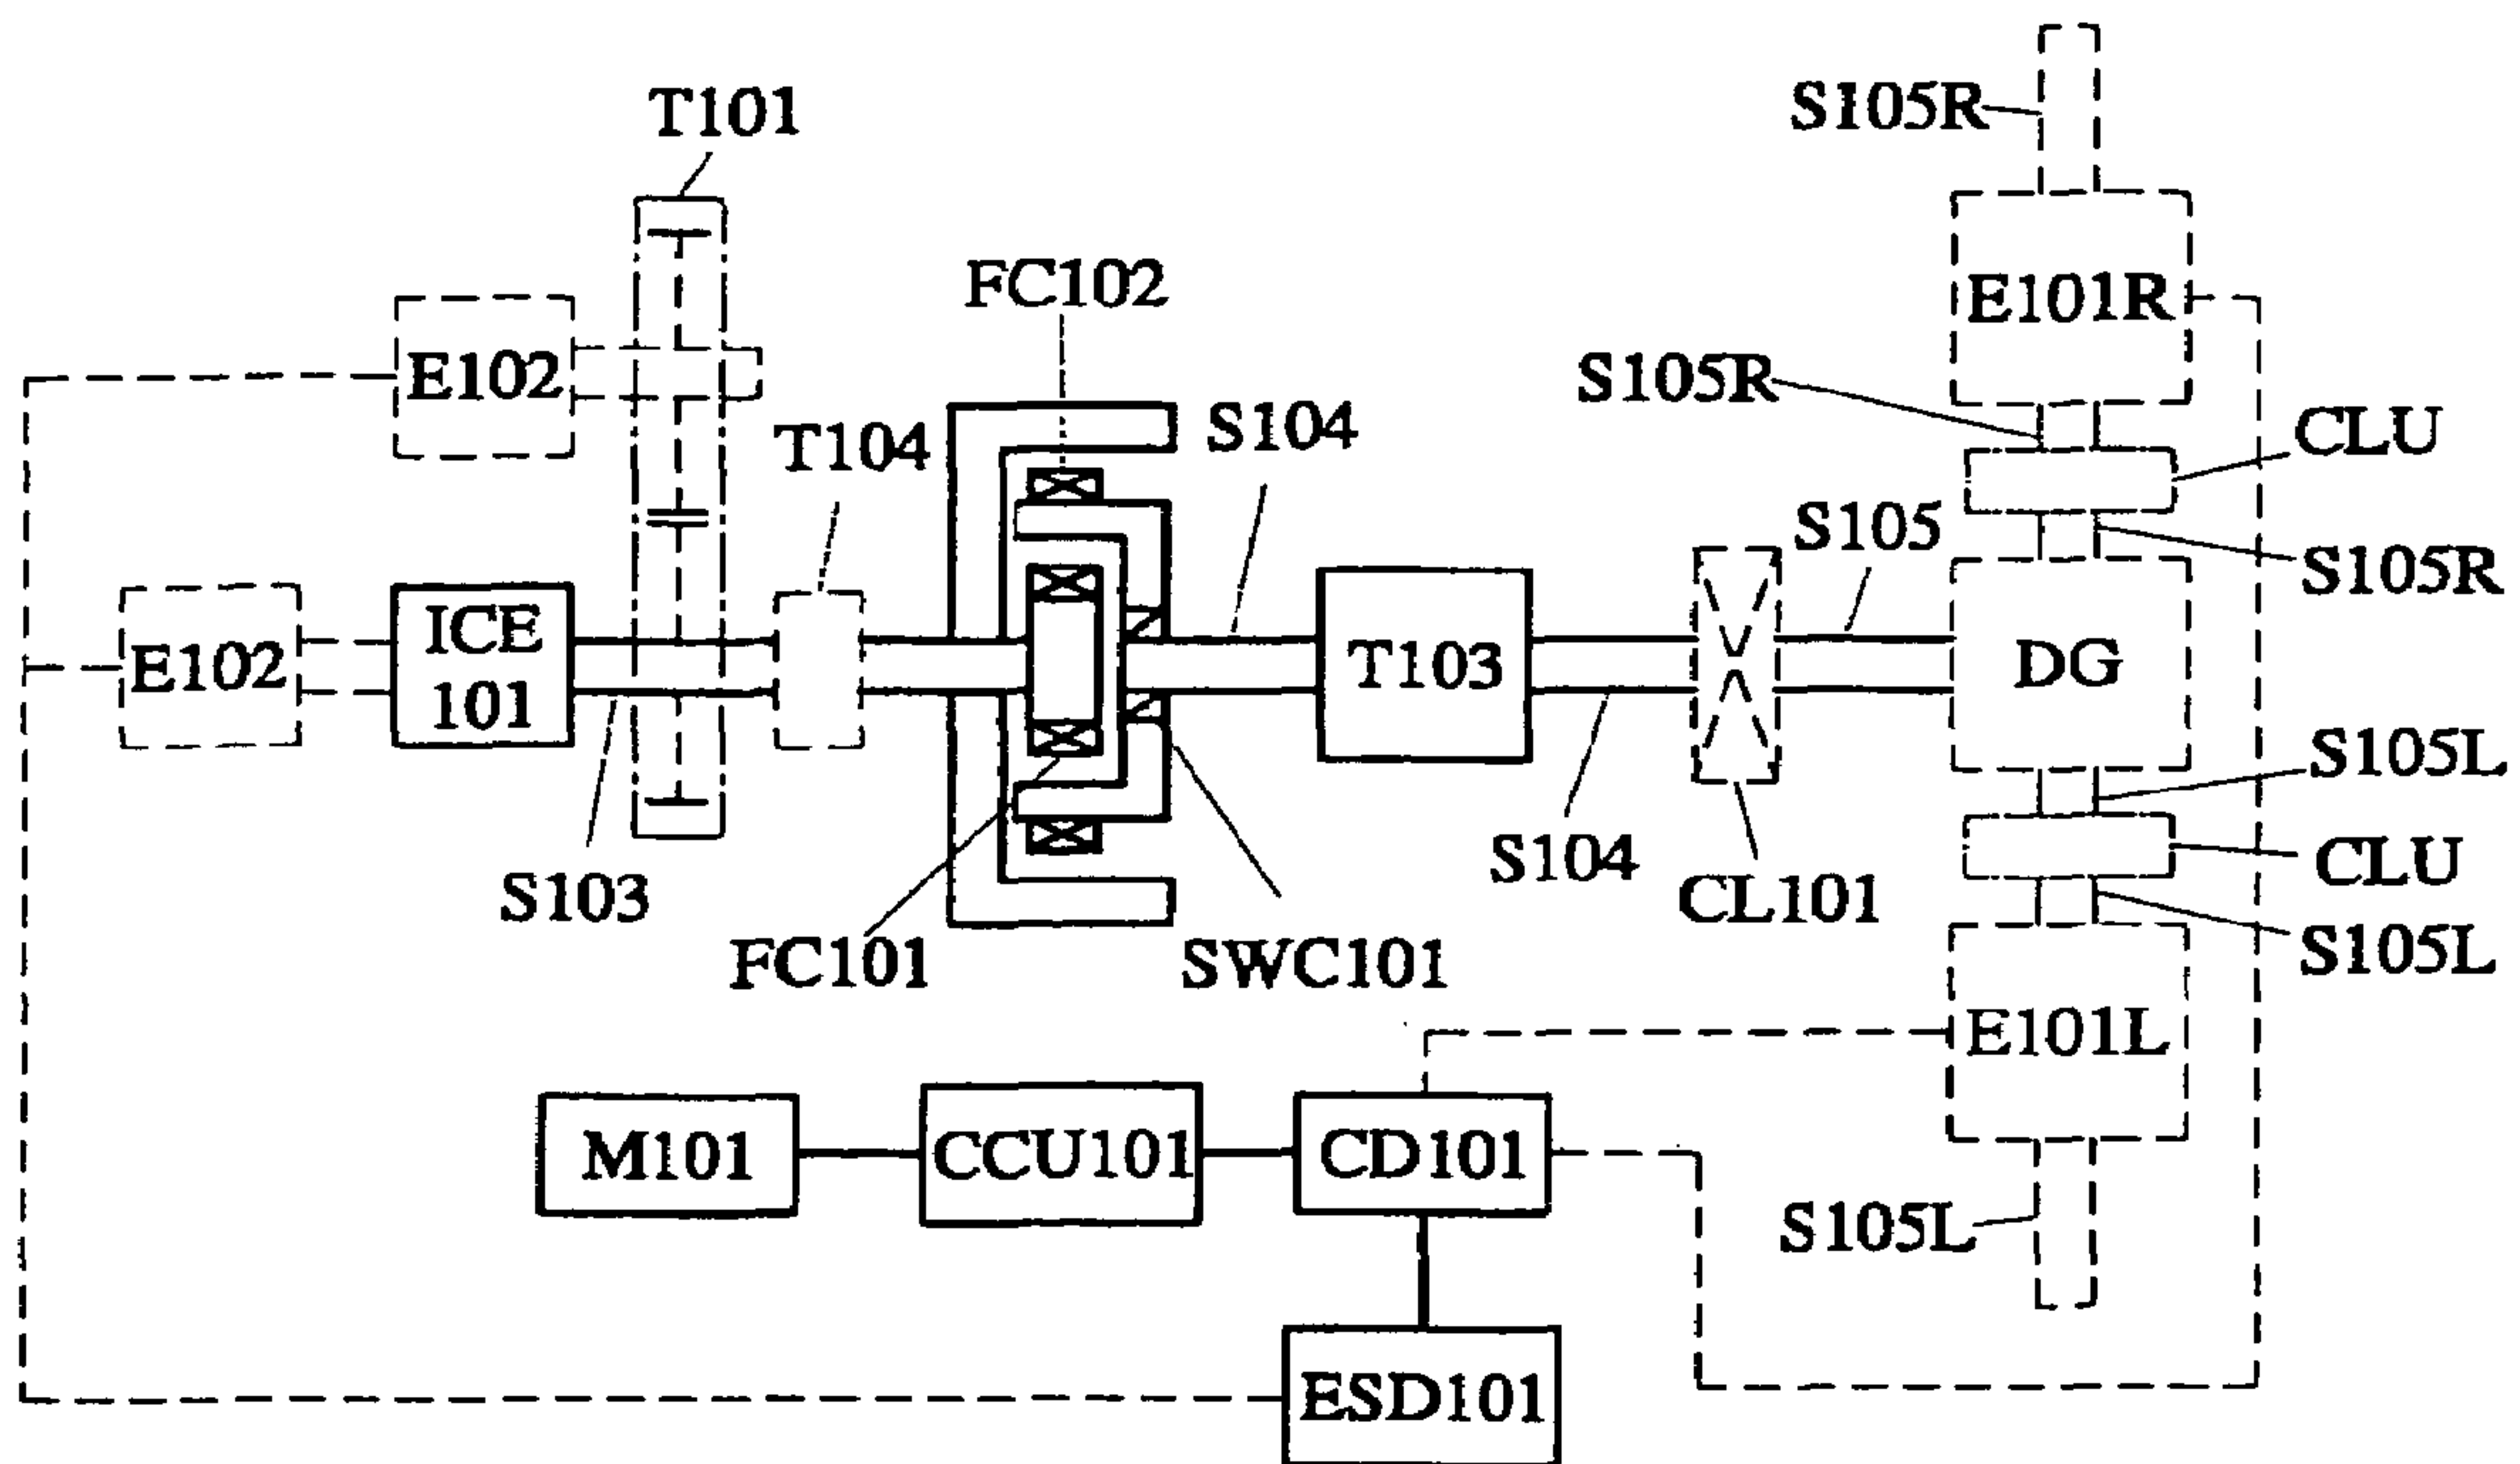 S105R
T101
FC102
E101R
E102
S105R
S104
CLU
T104
S105
S105R
ICE
101
E102
T103
DG
S105L
S104
CLU
S103
CL101
FC101
SWC101
S105L
E101L
M101
CCU101
CD101
S105L
ESD101